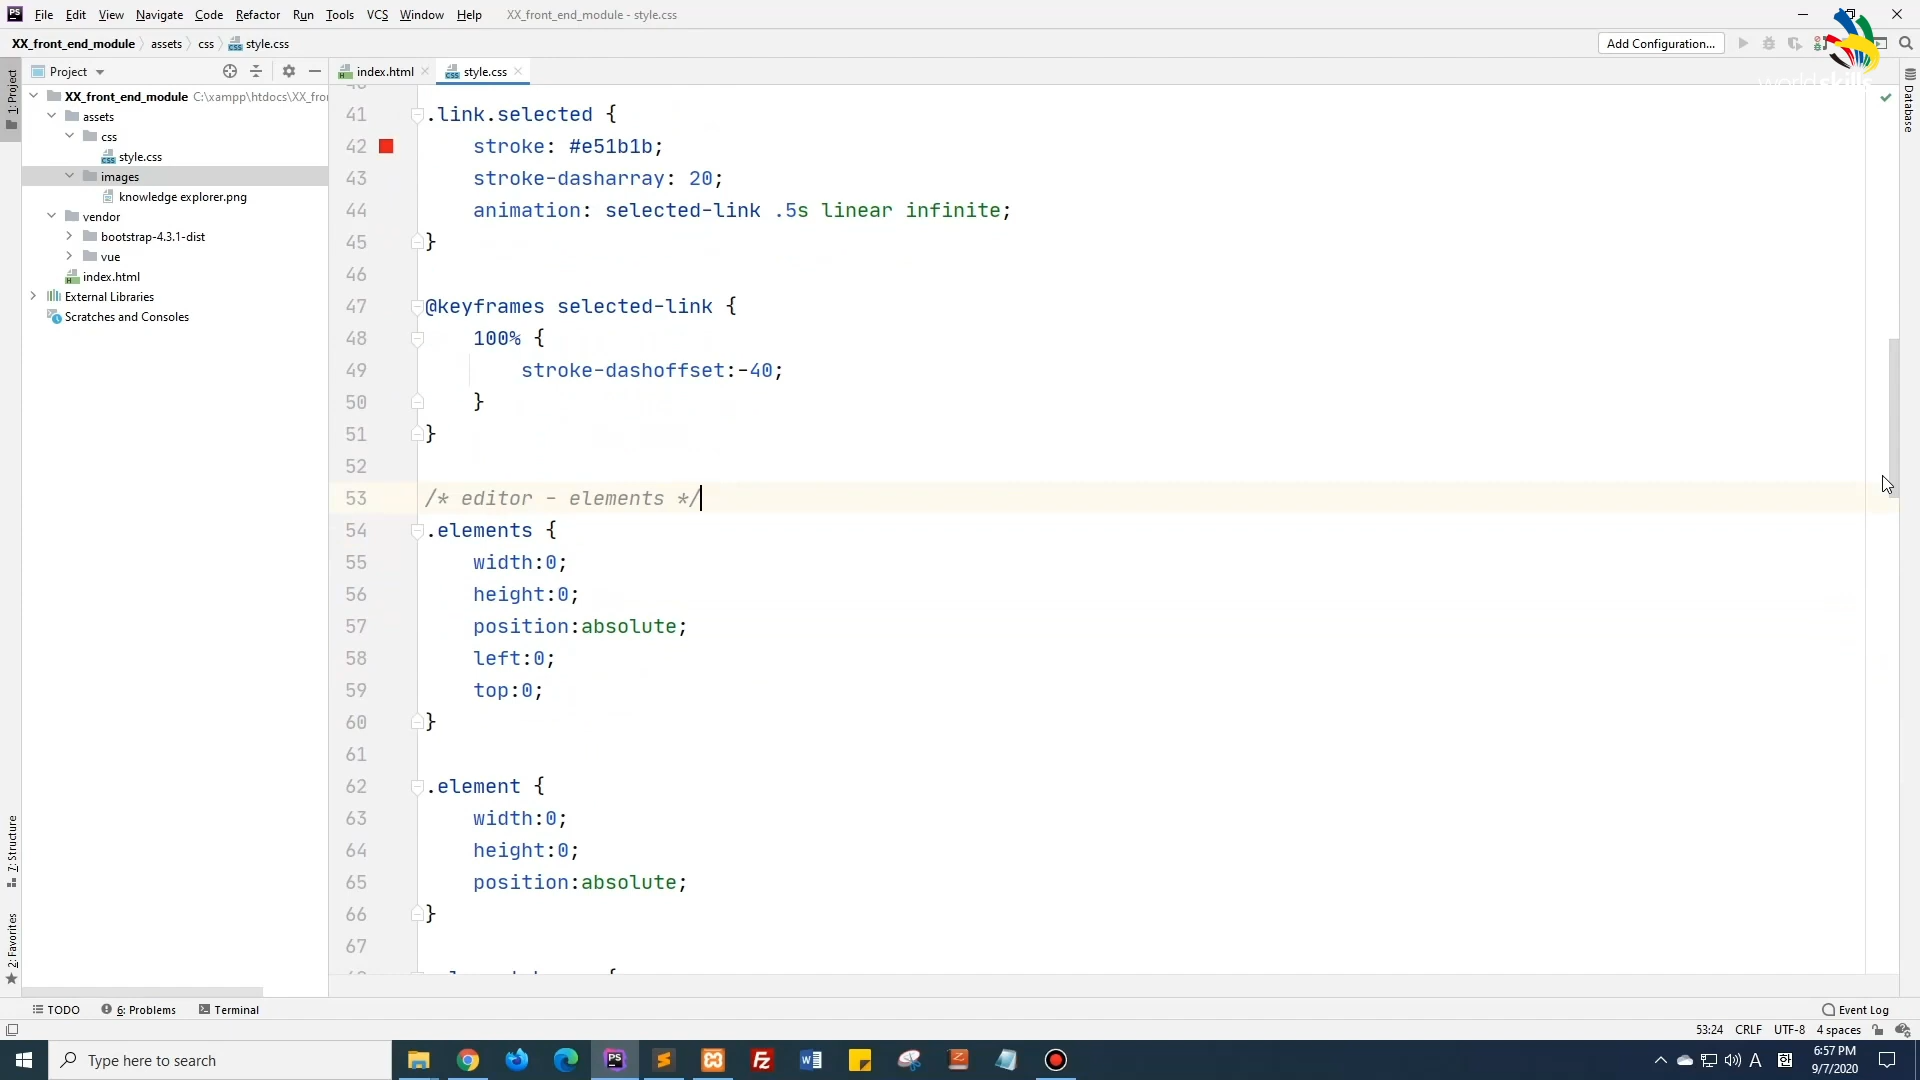 File Edit View Navigate Code Refactor Run Tools VCS Window Help XX_front_end_module - style.css
XX_front_end_module assets css style.css
Add Configuration...
worldskills
Project
index.html
style.css
1: Project
XX_front_end_module C:\xampp\htdocs\XX_fron
assets
css
style.css
images
knowledge explorer.png
vendor
bootstrap-4.3.1-dist
vue
index.html
External Libraries
Scratches and Consoles
7: Structure
2: Favorites
Database
41 .link.selected {
42 stroke: #e51b1b;
43 stroke-dasharray: 20;
44 animation: selected-link .5s linear infinite;
45 }
46
47 @keyframes selected-link {
48 100% {
49 stroke-dashoffset:-40;
50 }
51 }
52
53 /* editor - elements */
54 .elements {
55 width:0;
56 height:0;
57 position:absolute;
58 left:0;
59 top:0;
60 }
61
62 .element {
63 width:0;
64 height:0;
65 position:absolute;
66 }
67
TODO 6: Problems Terminal
Event Log
53:24 CRLF UTF-8 4 spaces
Type here to search
6:57 PM
9/7/2020